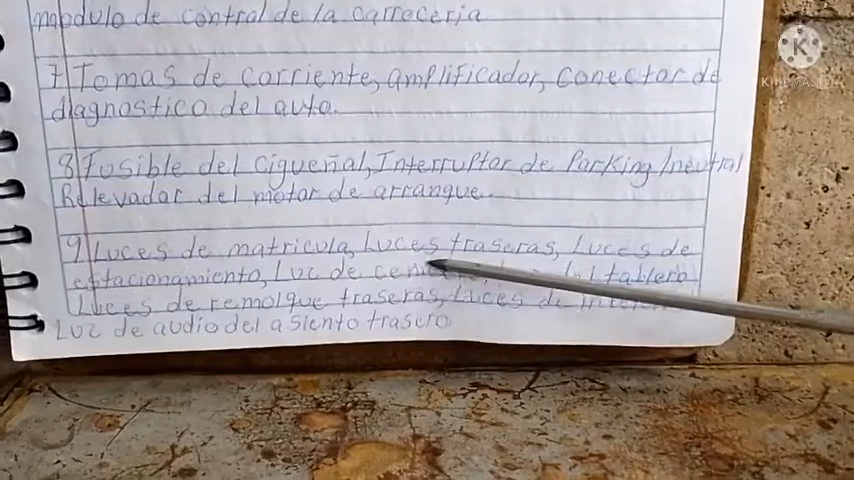 modulo de control de la carroceria
7 Tomas de corriente, amplificador, conector de
diagnostico del auto.
8 Fusible del Cigueñal, Interruptor de Parking/neutral
Relevador del motor de arranque.
9 Luces de matricula, Luces traseras, luces de
estacionamiento, Luz de del tablero
Luces de remolque traseras, Luces de
Luz de audio del asiento trasero
K
KINEMASTER